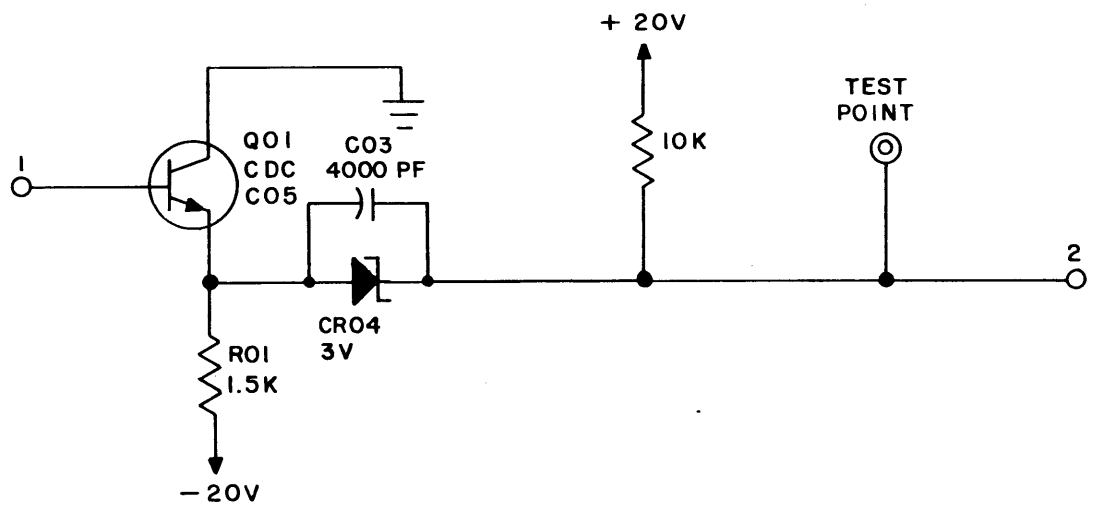 + 20V
TEST
POINT
1
Q01
CDC
C05
C03
4000 PF
10K
2
CR04
3V
R01
1.5K
-20V